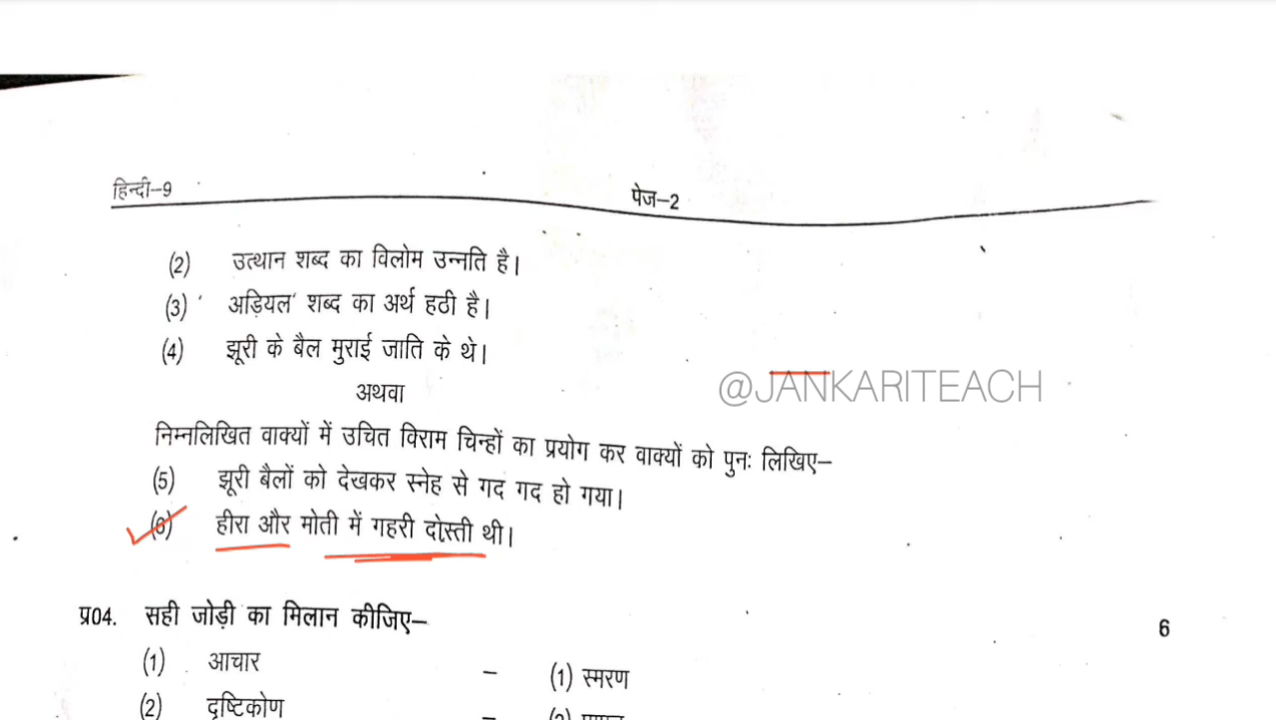 हिन्दी–9
पेज–2
(2) उत्थान शब्द का विलोम उन्नति है।
(3) ' अड़ियल' शब्द का अर्थ हठी है।
(4) झूरी के बैल मुराई जाति के थे।
अथवा
@JANKARITEACH
निम्नलिखित वाक्यों में उचित विराम चिन्हों का प्रयोग कर वाक्यों को पुनः लिखिए–
(5) झूरी बैलों को देखकर स्नेह से गद गद हो गया।
(6) हीरा और मोती में गहरी दोस्ती थी।
प्र04. सही जोड़ी का मिलान कीजिए–
6
(1) आचार – (1) स्मरण
(2) दृष्टिकोण –